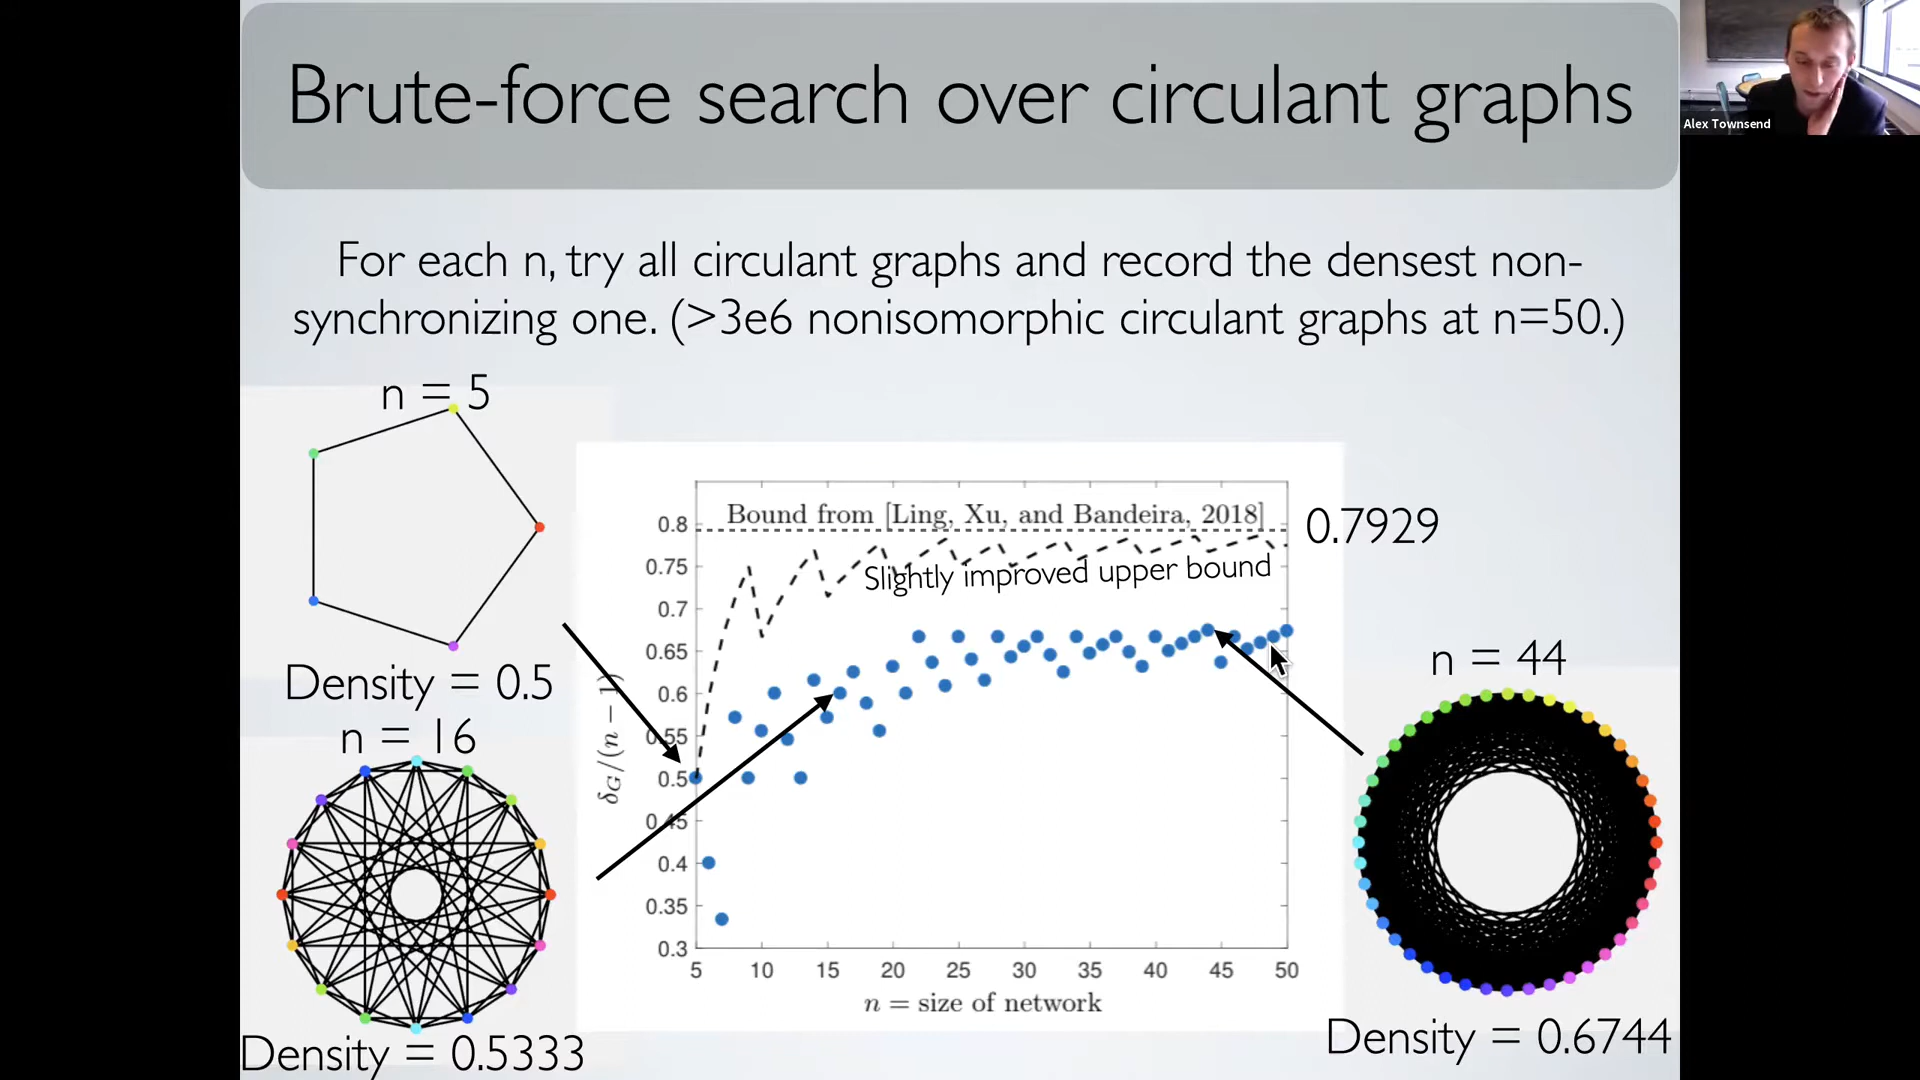 Brute-force search over circulant graphs
Alex Townsend
For each n, try all circulant graphs and record the densest non-
synchronizing one. (>3e6 nonisomorphic circulant graphs at n=50.)
n = 5
Density = 0.5
n = 16
Density = 0.5333
Bound from [Ling, Xu, and Bandeira, 2018]
0.7929
Slightly improved upper bound
0.8
0.75
0.7
0.65
0.6
0.55
0.5
0.45
0.4
0.35
0.3
δG/(n − 1)
5 10 15 20 25 30 35 40 45 50
n = size of network
n = 44
Density = 0.6744